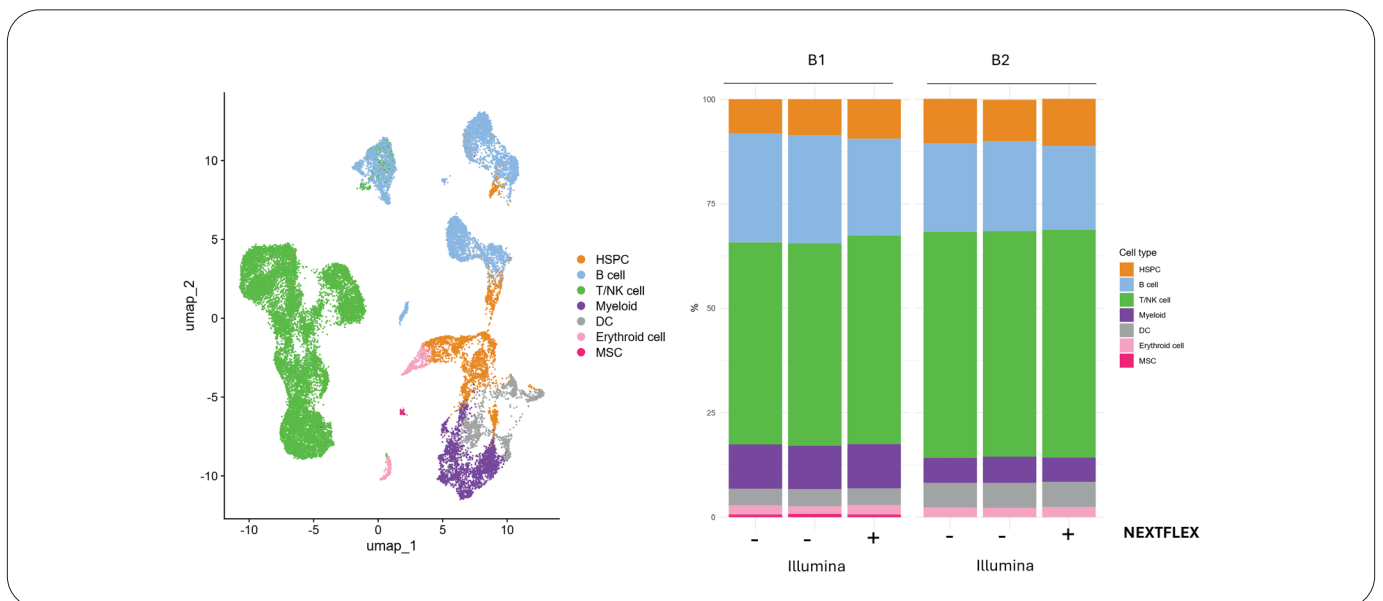 umap_2
10
5
0
-5
-10
-10 -5 0 5 10
umap_1
HSPC
B cell
T/NK cell
Myeloid
DC
Erythroid cell
MSC
B1 B2
%
100
75
50
25
0
- - + - - + NEXTFLEX
Illumina Illumina
Cell type
HSPC
B cell
T/NK cell
Myeloid
DC
Erythroid cell
MSC